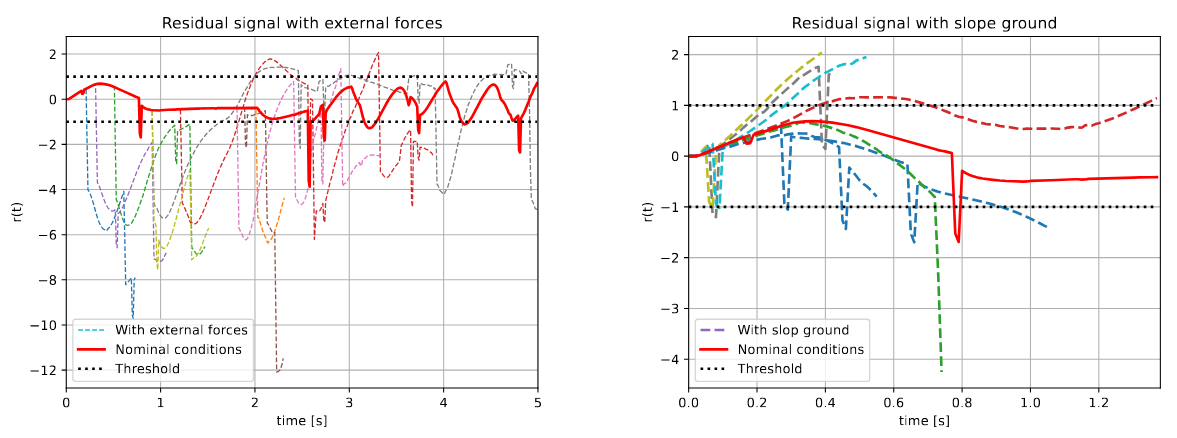 Residual signal with external forces
2
0
−2
−4
−6
−8
−10
−12
r(t)
With external forces
Nominal conditions
Threshold
0
1
2
3
4
5
time [s]
Residual signal with slope ground
2
1
0
−1
−2
−3
−4
r(t)
With slop ground
Nominal conditions
Threshold
0.0
0.2
0.4
0.6
0.8
1.0
1.2
time [s]